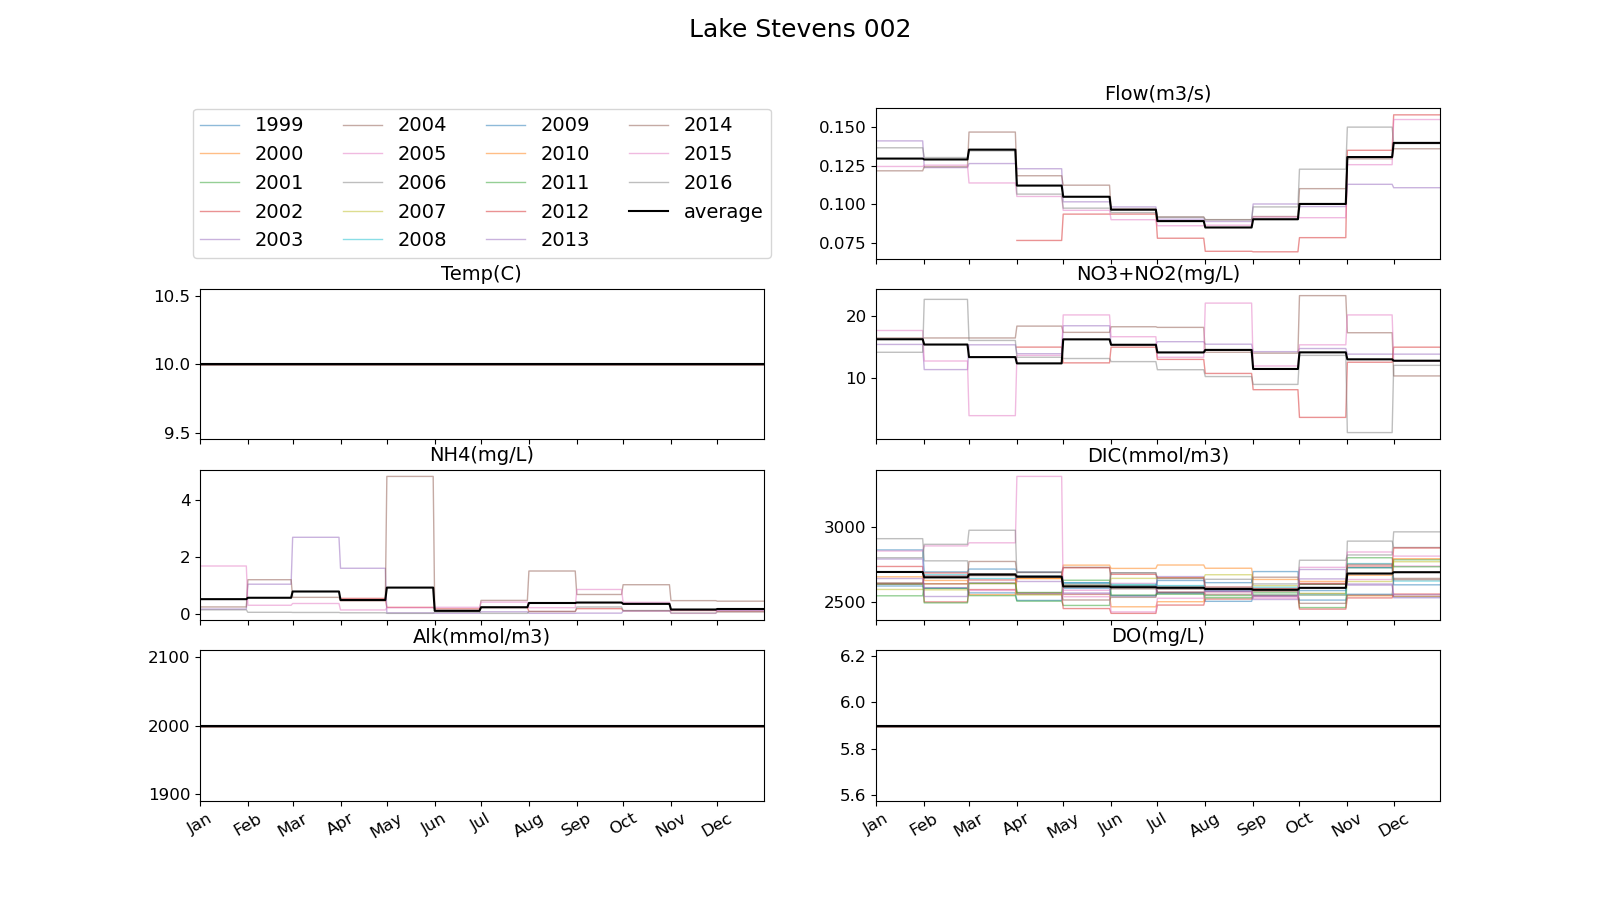 Lake Stevens 002
1999 2004 2009 2014
2000 2005 2010 2015
2001 2006 2011 2016
2002 2007 2012 average
2003 2008 2013
Flow(m3/s)
0.150
0.125
0.100
0.075
Temp(C)
10.5
10.0
9.5
NO3+NO2(mg/L)
20
10
NH4(mg/L)
4
2
0
DIC(mmol/m3)
3000
2500
Alk(mmol/m3)
2100
2000
1900
Jan Feb Mar Apr May Jun Jul Aug Sep Oct Nov Dec
DO(mg/L)
6.2
6.0
5.8
5.6
Jan Feb Mar Apr May Jun Jul Aug Sep Oct Nov Dec